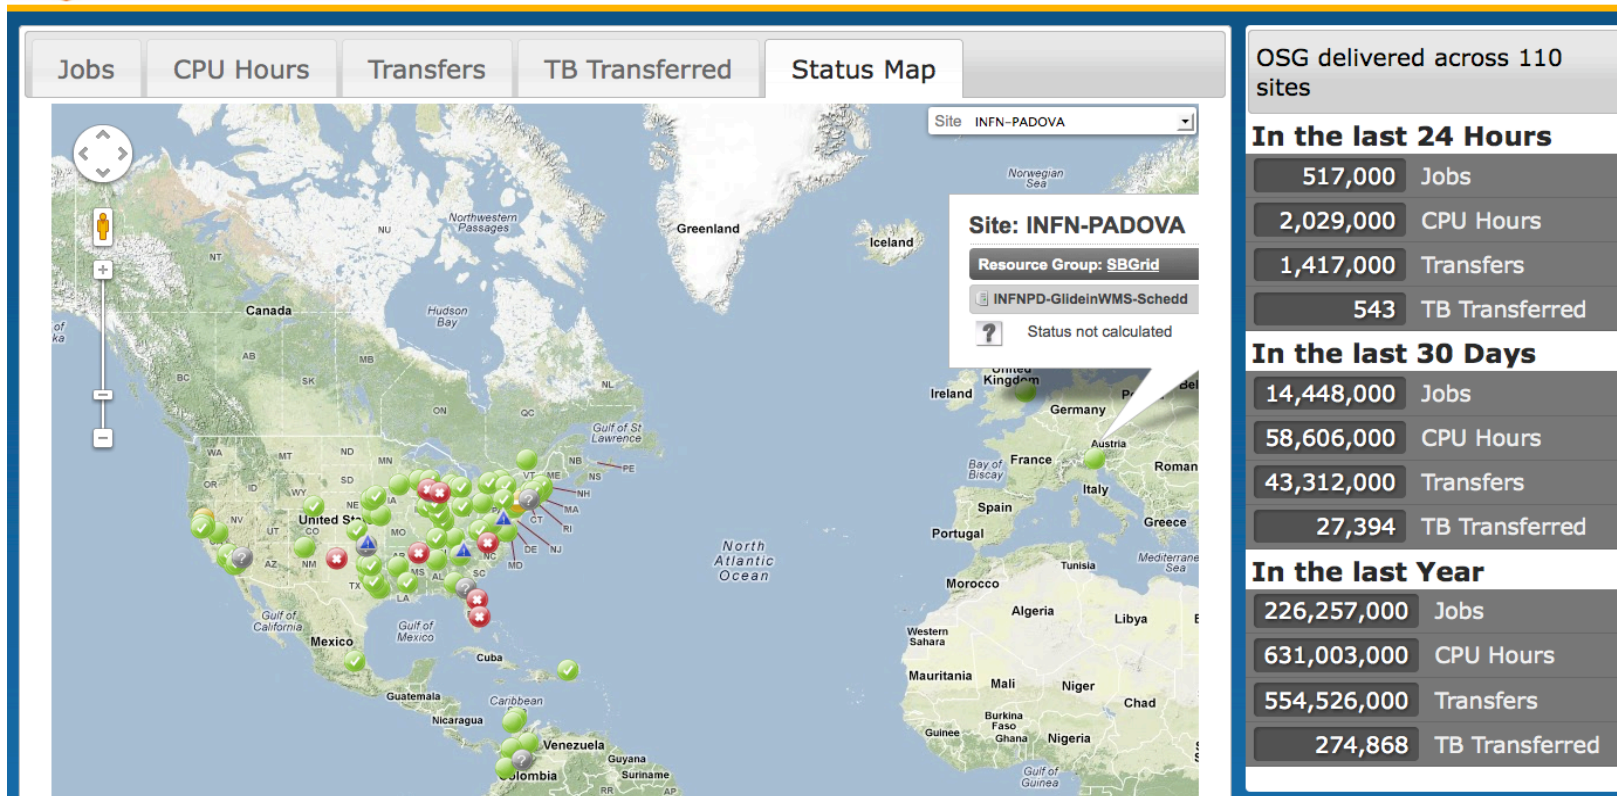 Jobs
CPU Hours
Transfers
TB Transferred
Status Map
Site INFN-PADOVA
Norwegian
Sea
Site: INFN-PADOVA
Resource Group: SBGrid
INFNPD-GlideinWMS-Schedd
? Status not calculated
Northwestern
Passages
NU
NT
Greenland
Iceland
Canada
Hudson
Bay
of
ka
AB
MB
BC
SK
NL
ON
QC
Gulf of St
Lawrence
United
Kingdom
Ireland
Germany
Austria
Bay of
Biscay
France
Roman
Italy
Spain
Portugal
Greece
WA
MT
ND
MN
NB
PE
VT
ME
NS
OR
ID
WY
SD
IA
NH
MA
NE
NV
UT
CO
United Sta
MO
PA
CT
RI
DE
NJ
MD
AZ
NM
NC
MS
AL
SC
TX
LA
North
Atlantic
Ocean
Mediterrane
Sea
Tunisia
Morocco
Algeria
Libya
Western
Sahara
Gulf of
California
Mexico
Gulf of
Mexico
Cuba
Mauritania
Mali
Niger
Chad
Guatemala
Caribbean
Nicaragua
Burkina
Faso
Guinee
Ghana
Nigeria
Venezuela
Guyana
Colombia
Suriname
Gulf of
Guinea
RR
AP
OSG delivered across 110
sites
In the last 24 Hours
517,000 Jobs
2,029,000 CPU Hours
1,417,000 Transfers
543 TB Transferred
In the last 30 Days
14,448,000 Jobs
58,606,000 CPU Hours
43,312,000 Transfers
27,394 TB Transferred
In the last Year
226,257,000 Jobs
631,003,000 CPU Hours
554,526,000 Transfers
274,868 TB Transferred